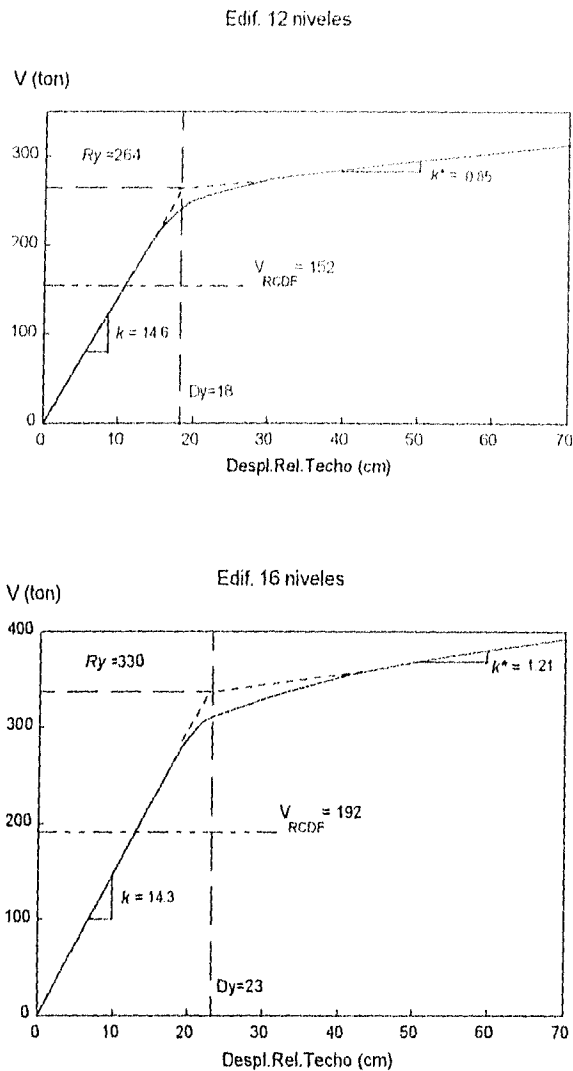 Edif. 12 niveles
V (ton)
300
Ry =264
k* = 0.85
200
V RCDF = 152
100
k = 14.6
Dy=18
0
0 10 20 30 40 50 60 70
Despl.Rel.Techo (cm)
Edif. 16 niveles
V (ton)
400
Ry =330
k* = 1.21
300
200
V RCDF = 192
k = 14.3
100
Dy=23
0
0 10 20 30 40 50 60 70
Despl.Rel.Techo (cm)